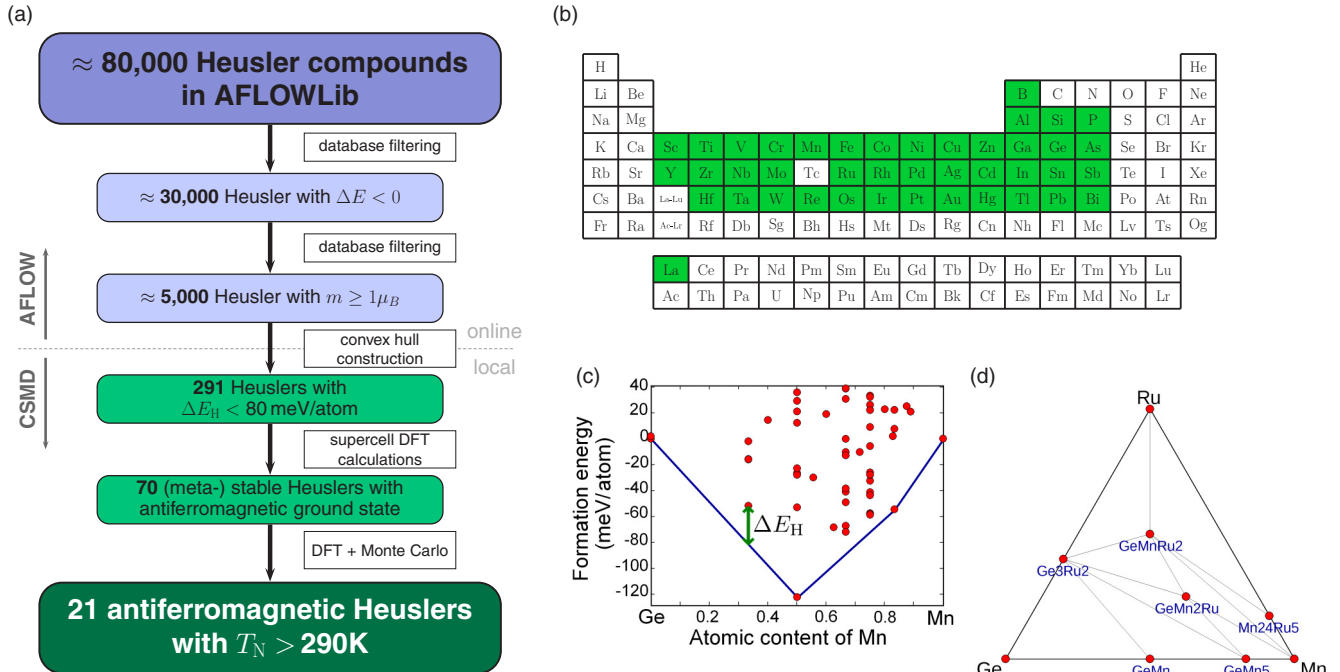 (a)
≈ 80,000 Heusler compounds
in AFLOWLib
database filtering
≈ 30,000 Heusler with ΔE < 0
database filtering
≈ 5,000 Heusler with m ≥ 1μ_B
AFLOW
convex hull
construction
online
local
CSMD
291 Heuslers with
ΔE_H < 80 meV/atom
supercell DFT
calculations
70 (meta-) stable Heuslers with
antiferromagnetic ground state
DFT + Monte Carlo
21 antiferromagnetic Heuslers
with T_N > 290K
(b)
H He
Li Be B C N O F Ne
Na Mg Al Si P S Cl Ar
K Ca Sc Ti V Cr Mn Fe Co Ni Cu Zn Ga Ge As Se Br Kr
Rb Sr Y Zr Nb Mo Tc Ru Rh Pd Ag Cd In Sn Sb Te I Xe
Cs Ba La-Lu Hf Ta W Re Os Ir Pt Au Hg Tl Pb Bi Po At Rn
Fr Ra Ac-Lr Rf Db Sg Bh Hs Mt Ds Rg Cn Nh Fl Mc Lv Ts Og
La Ce Pr Nd Pm Sm Eu Gd Tb Dy Ho Er Tm Yb Lu
Ac Th Pa U Np Pu Am Cm Bk Cf Es Fm Md No Lr
(c)
Formation energy
(meV/atom)
40
20
0
-20
-40
-60
-80
-100
-120
ΔE_H
Ge 0.2 0.4 0.6 0.8 Mn
Atomic content of Mn
(d)
Ru
GeMnRu2
Ge3Ru2
GeMn2Ru
Mn24Ru5
Ge GeMn GeMn5 Mn